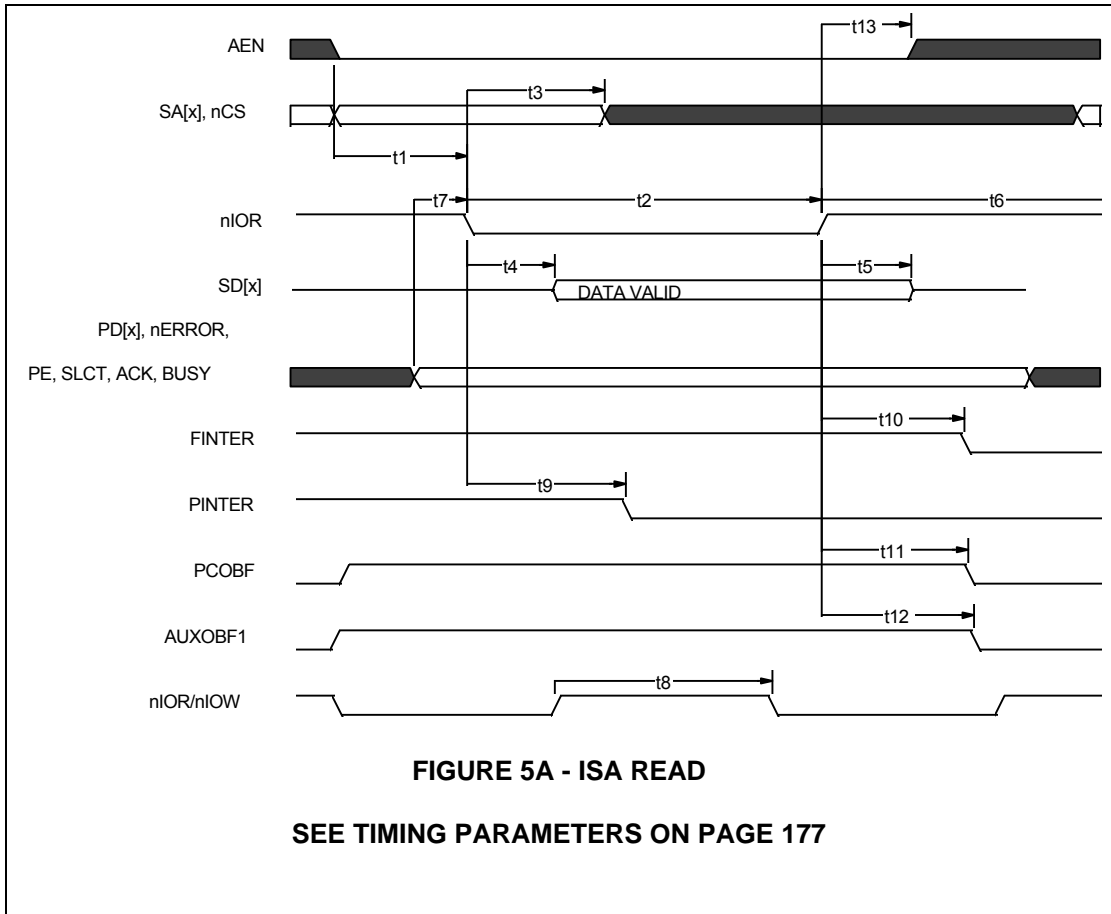 t13
AEN
t3
SA[x], nCS
t1
t7 t2 t6
nIOR
t4 t5
SD[x]
DATA VALID
PD[x], nERROR,
PE, SLCT, ACK, BUSY
t10
FINTER
t9
PINTER
t11
PCOBF
t12
AUXOBF1
t8
nIOR/nIOW
FIGURE 5A - ISA READ
SEE TIMING PARAMETERS ON PAGE 177